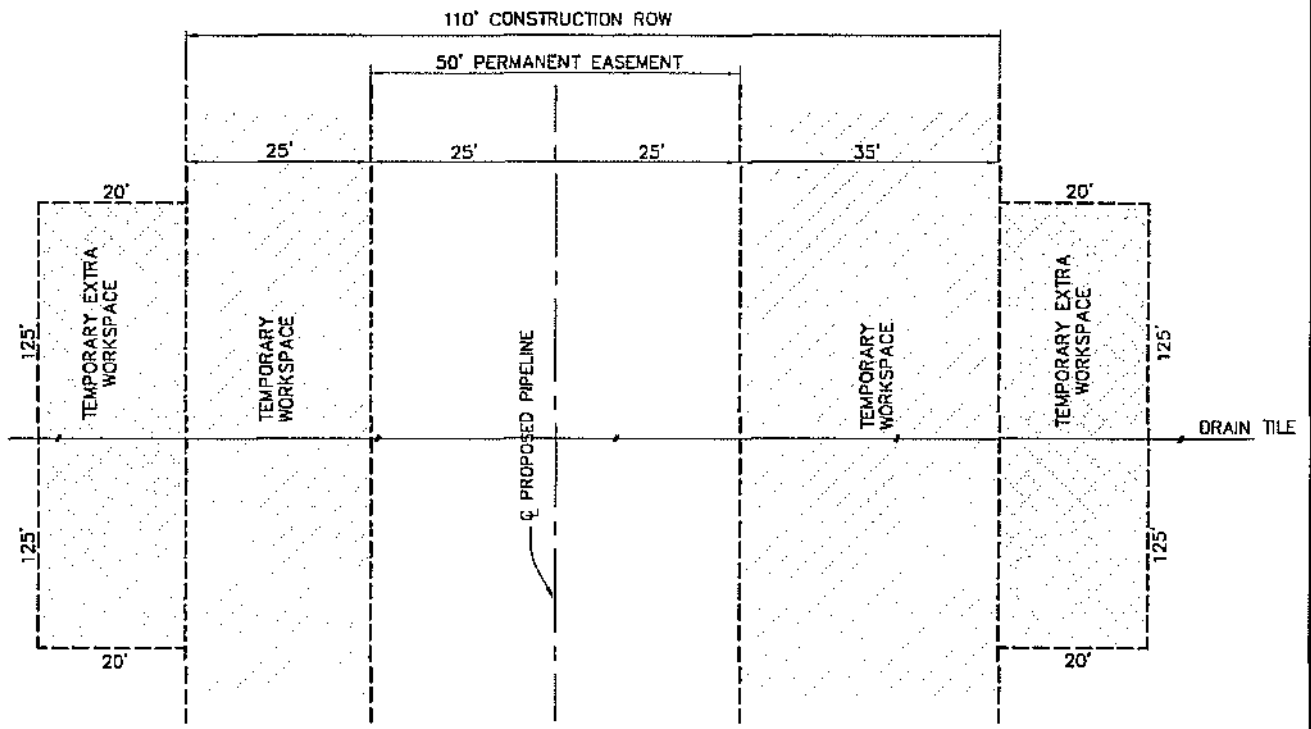 110' CONSTRUCTION ROW
50' PERMANENT EASEMENT
25'
25'
25'
35'
20'
20'
TEMPORARY EXTRA
WORKSPACE
TEMPORARY
WORKSPACE
TEMPORARY
WORKSPACE
TEMPORARY EXTRA
WORKSPACE
125'
125'
DRAIN TILE
℄ PROPOSED PIPELINE
125'
125'
20'
20'